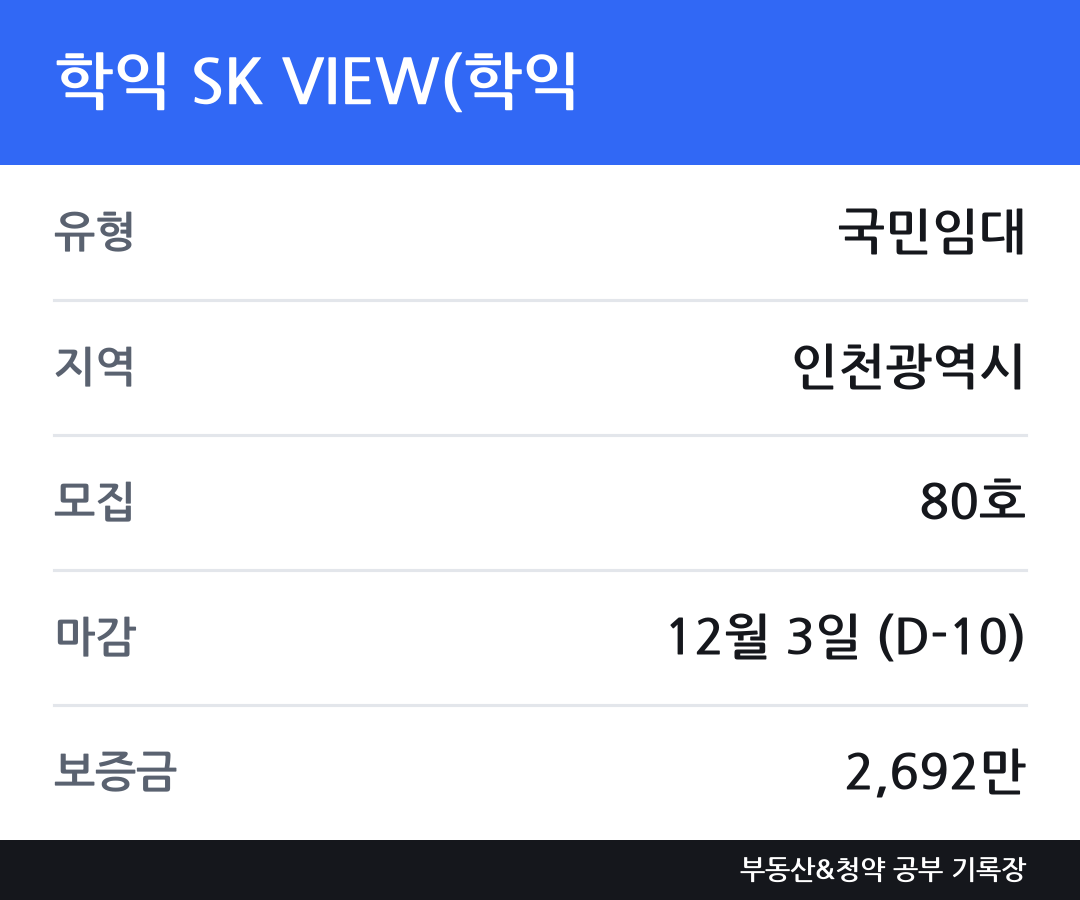 학익 SK VIEW(학익
유형 국민임대
지역 인천광역시
모집 80호
마감 12월 3일 (D-10)
보증금 2,692만
부동산&청약 공부 기록장